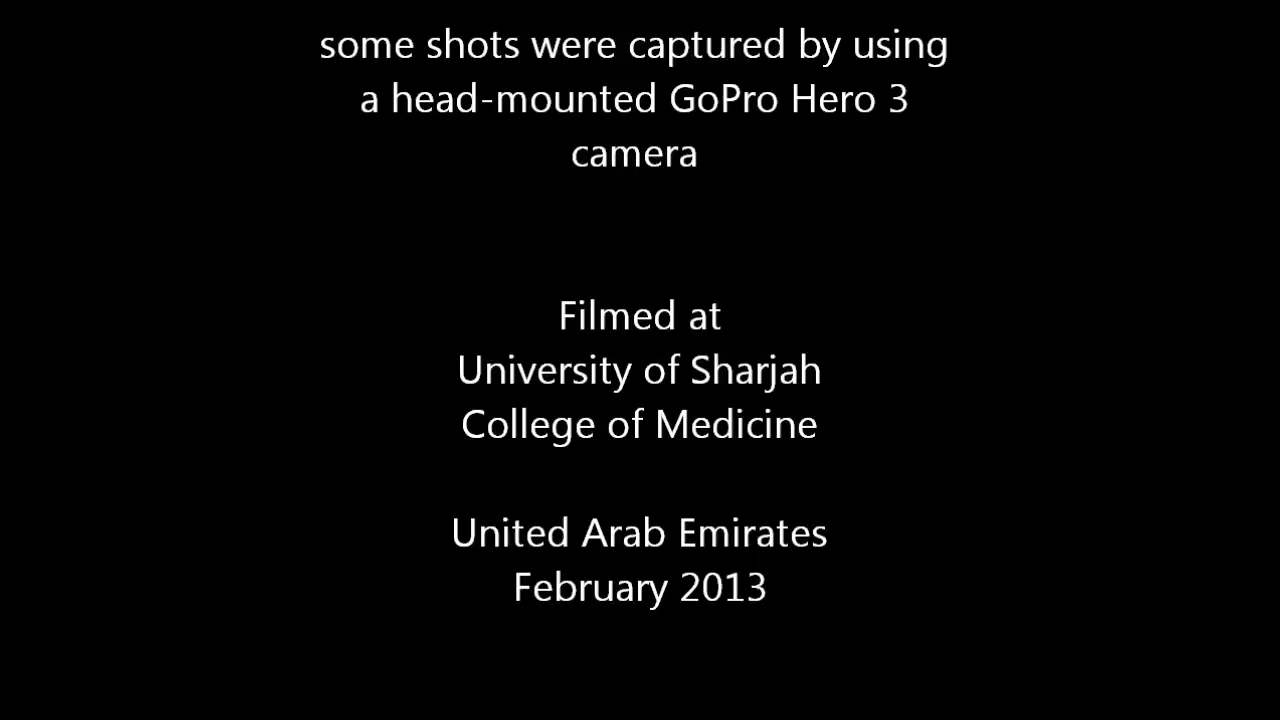 some shots were captured by using
a head-mounted GoPro Hero 3
camera
Filmed at
University of Sharjah
College of Medicine
United Arab Emirates
February 2013